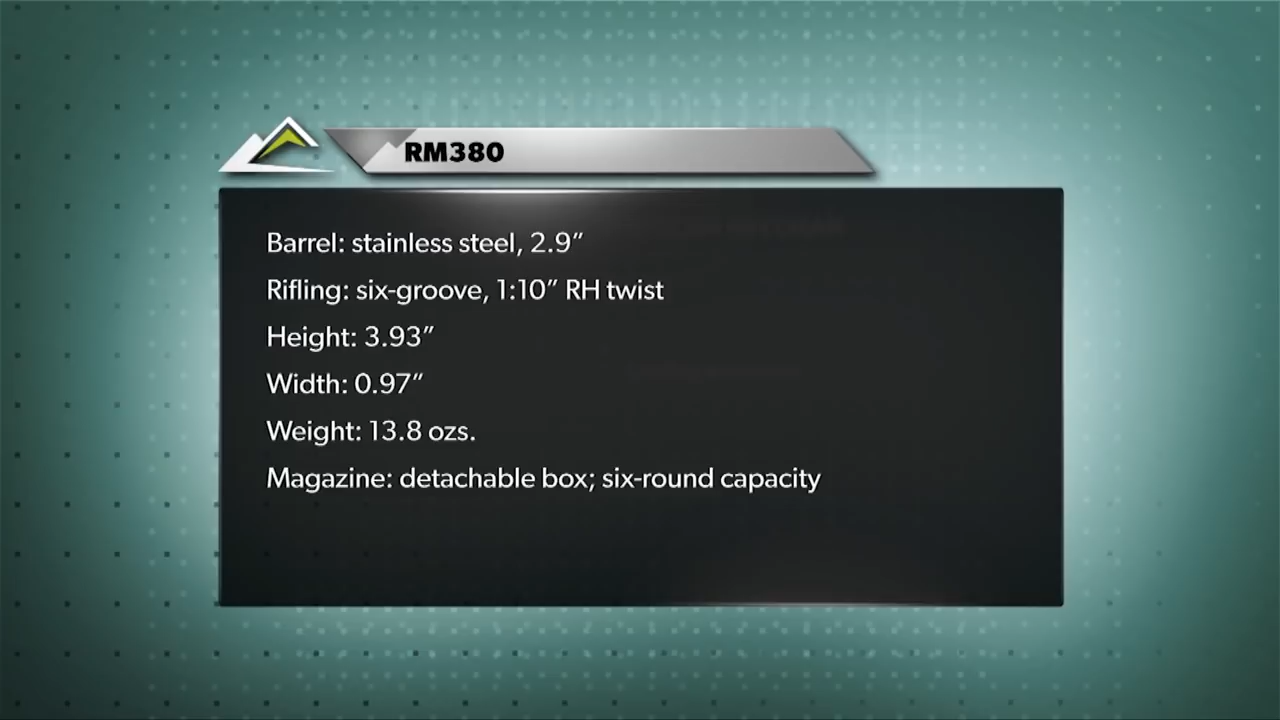 RM380
Barrel: stainless steel, 2.9”
Rifling: six-groove, 1:10” RH twist
Height: 3.93”
Width: 0.97”
Weight: 13.8 ozs.
Magazine: detachable box; six-round capacity